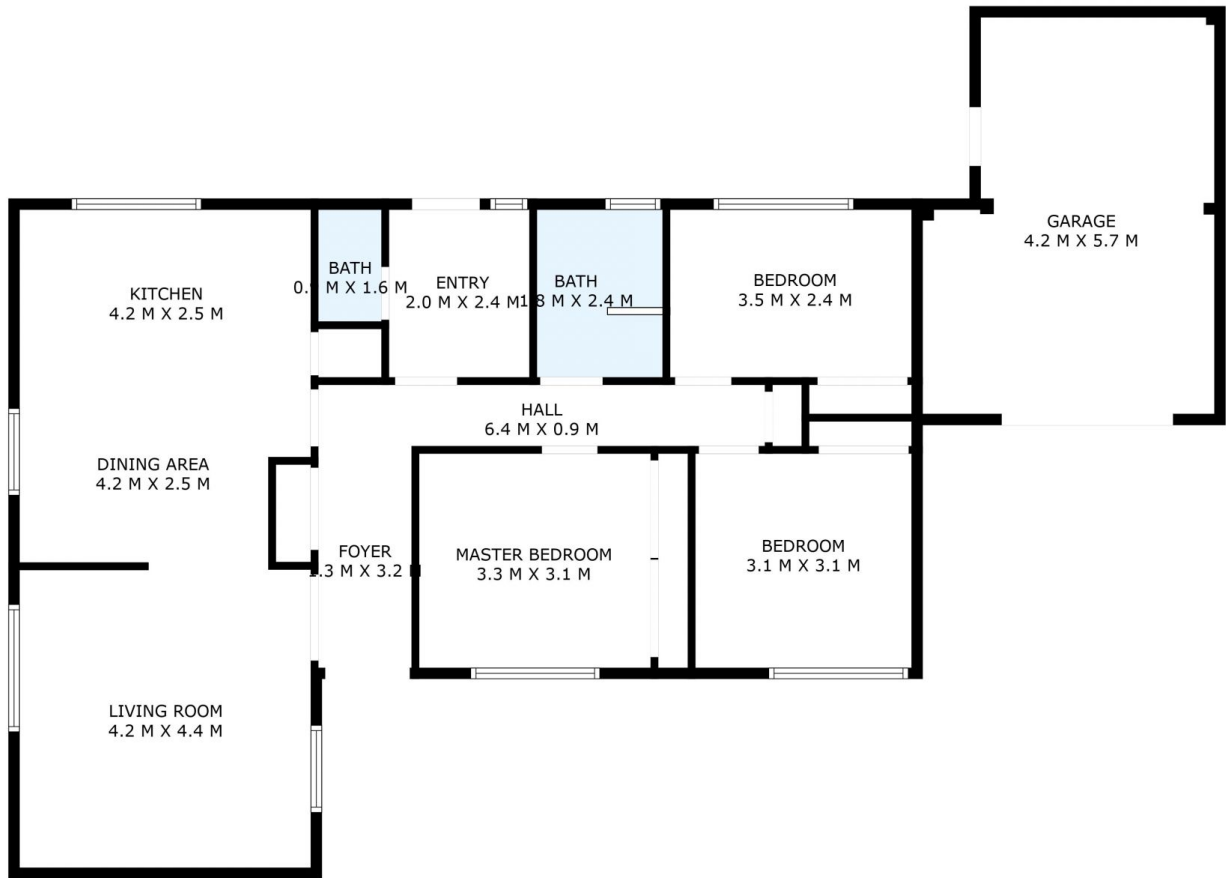 GARAGE
4.2 M X 5.7 M
KITCHEN
4.2 M X 2.5 M
BATH
M X 1.6 M
ENTRY
2.0 M X 2.4 M
BATH
1.8 M X 2.4 M
BEDROOM
3.5 M X 2.4 M
HALL
6.4 M X 0.9 M
DINING AREA
4.2 M X 2.5 M
FOYER
X 3.2 M
MASTER BEDROOM
3.3 M X 3.1 M
BEDROOM
3.1 M X 3.1 M
LIVING ROOM
4.2 M X 4.4 M